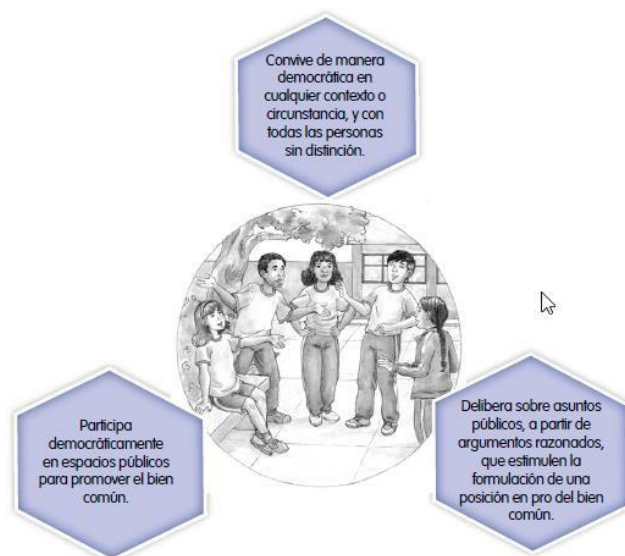 Convive de manera
democrática en
cualquier contexto o
circunstancia, y con
todas las personas
sin distinción.
Participa
democráticamente
en espacios públicos
para promover el bien
común.
Delibera sobre asuntos
públicos, a partir de
argumentos razonados,
que estimulen la
formulación de una
posición en pro del bien
común.